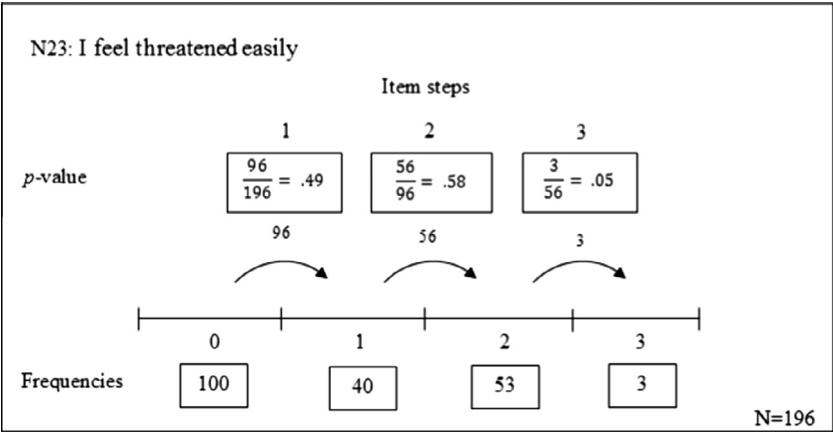 N23: I feel threatened easily
Item steps
1 2 3
p-value
96/196 = .49 56/96 = .58 3/56 = .05
96 56 3
0 1 2 3
Frequencies 100 40 53 3
N=196